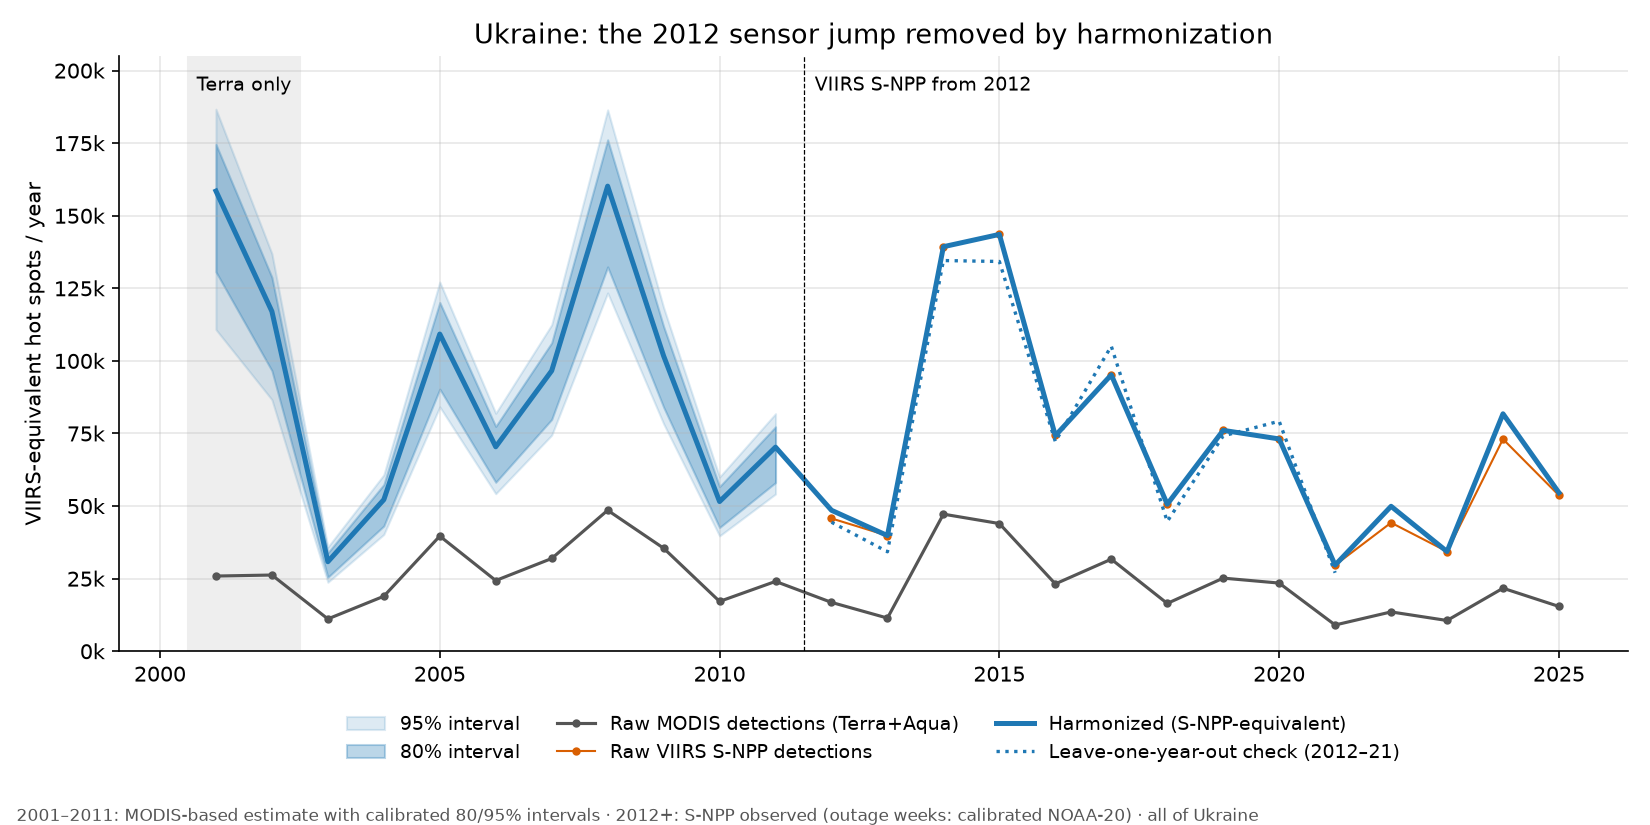 Ukraine: the 2012 sensor jump removed by harmonization
VIIRS-equivalent hot spots / year
200k
175k
150k
125k
100k
75k
50k
25k
0k
Terra only
VIIRS S-NPP from 2012
2000
2005
2010
2015
2020
2025
95% interval
80% interval
Raw MODIS detections (Terra+Aqua)
Raw VIIRS S-NPP detections
Harmonized (S-NPP-equivalent)
Leave-one-year-out check (2012–21)
2001–2011: MODIS-based estimate with calibrated 80/95% intervals · 2012+: S-NPP observed (outage weeks: calibrated NOAA-20) · all of Ukraine